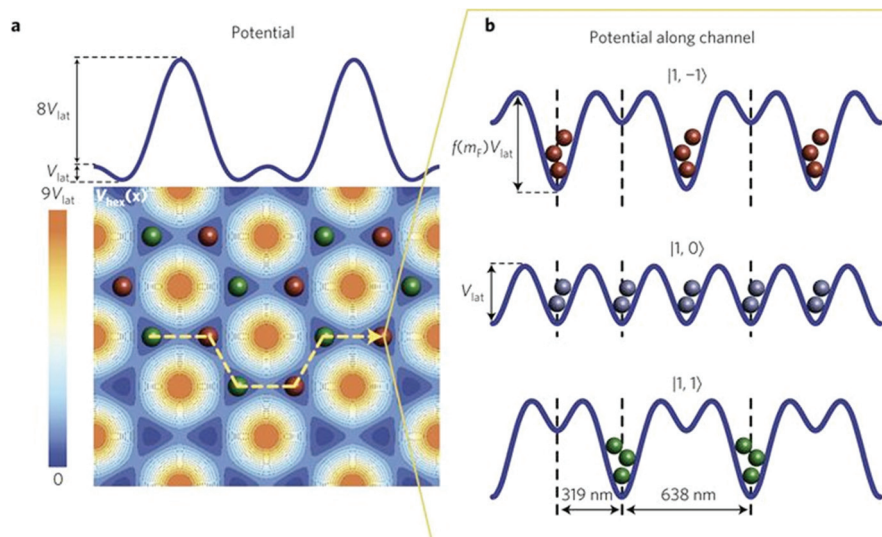 a
Potential
8V_lat
V_lat
9V_lat
V_hex(x)
0
b
Potential along channel
|1, −1⟩
f(m_F)V_lat
|1, 0⟩
V_lat
|1, 1⟩
319 nm
638 nm